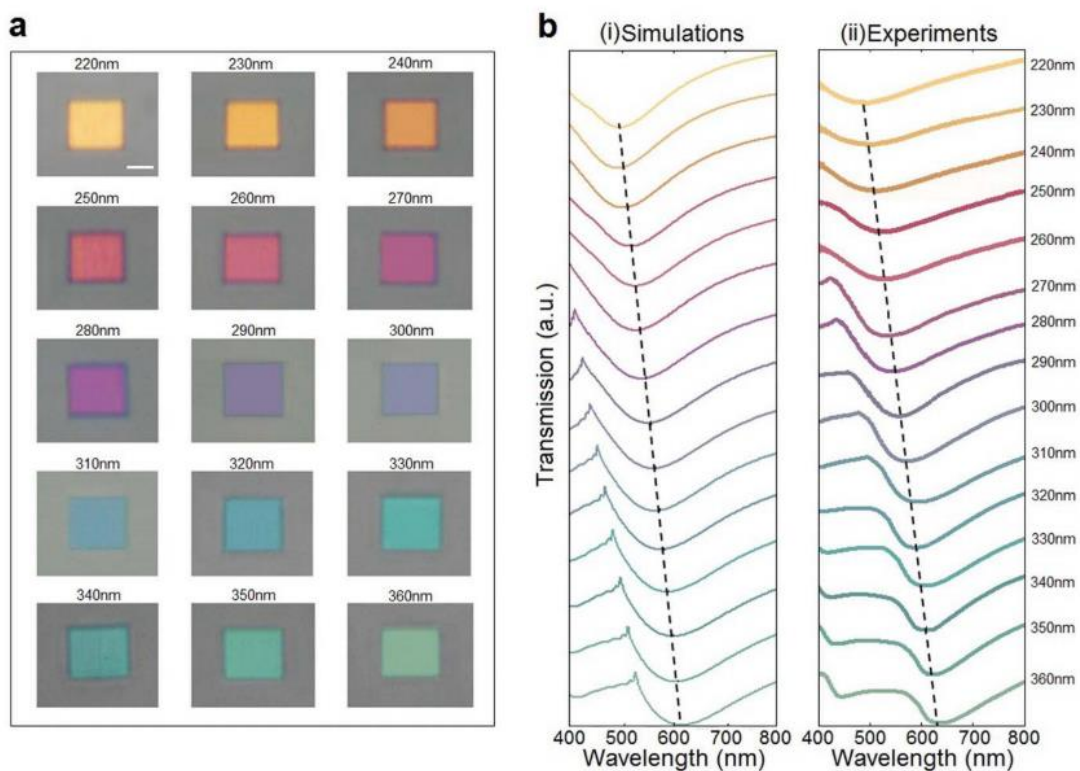 a
220nm 230nm 240nm
250nm 260nm 270nm
280nm 290nm 300nm
310nm 320nm 330nm
340nm 350nm 360nm
b
(i)Simulations
(ii)Experiments
Transmission (a.u.)
220nm
230nm
240nm
250nm
260nm
270nm
280nm
290nm
300nm
310nm
320nm
330nm
340nm
350nm
360nm
400 500 600 700 800
Wavelength (nm)
400 500 600 700 800
Wavelength (nm)